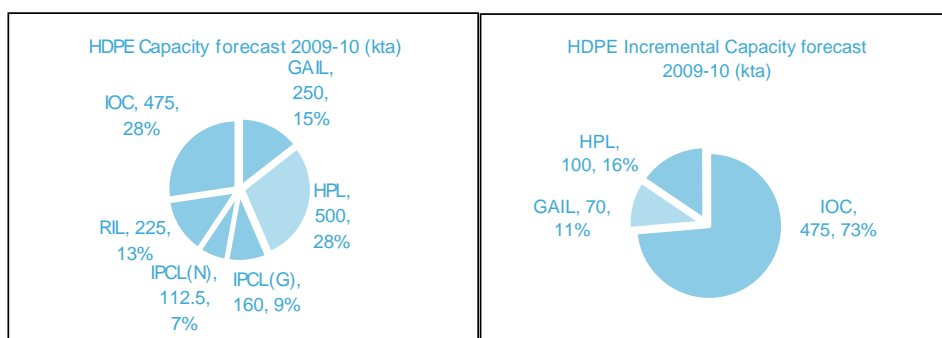 HDPE Capacity forecast 2009-10 (kta)
GAIL,
250,
15%
IOC, 475,
28%
HPL,
500,
28%
RIL, 225,
13%
IPCL(N),
112.5,
7%
IPCL(G),
160, 9%
HDPE Incremental Capacity forecast
2009-10 (kta)
HPL,
100, 16%
GAIL, 70,
11%
IOC,
475, 73%